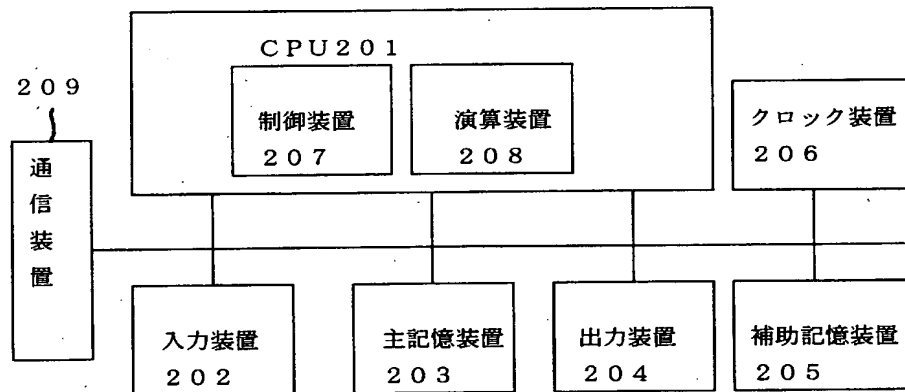 CPU201
209
制御装置
207
演算装置
208
クロック装置
206
通信装置
入力装置
202
主記憶装置
203
出力装置
204
補助記憶装置
205